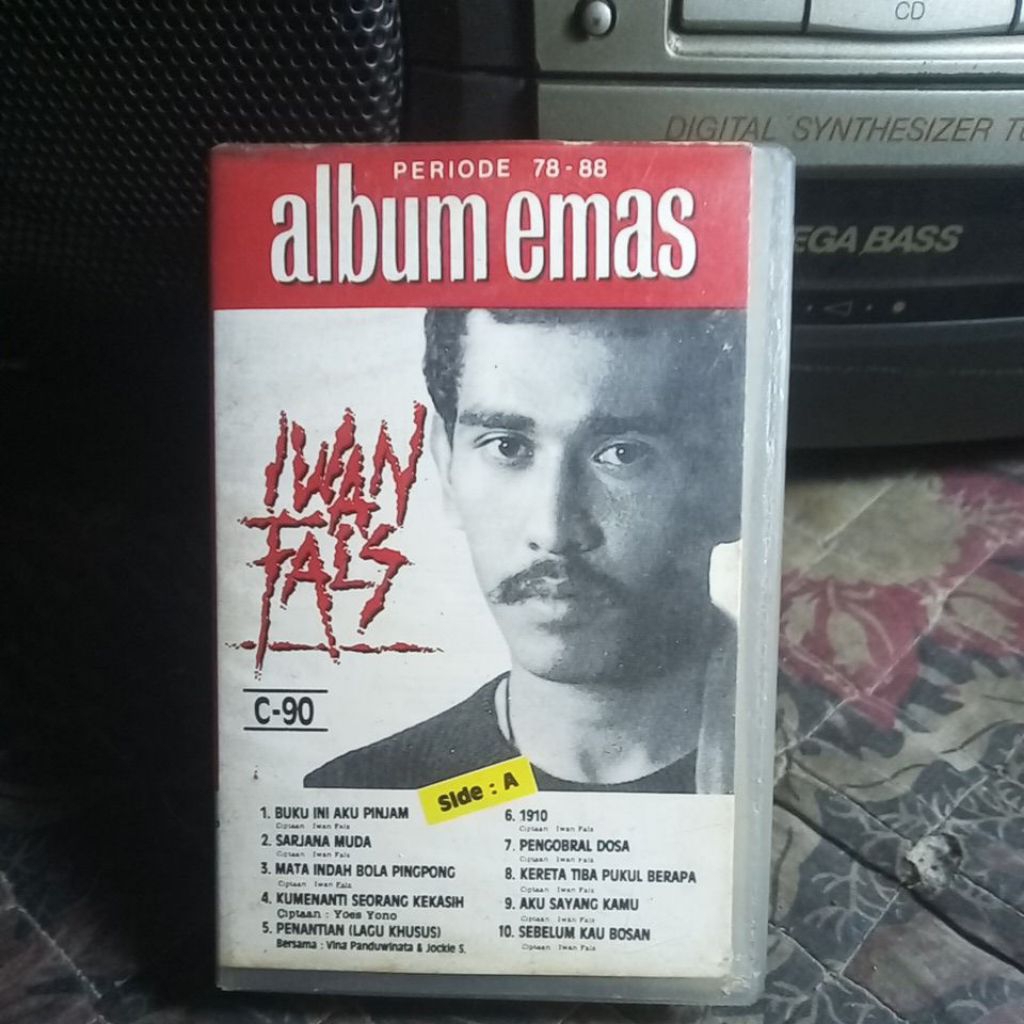 CD
DIGITAL SYNTHESIZER
BASS
PERIODE 78-88
album emas
IWAN
FALS
C-90
Side : A
1. BUKU INI AKU PINJAM
Ciptaan : Iwan Fals
2. SARJANA MUDA
Ciptaan : Iwan Fals
3. MATA INDAH BOLA PINGPONG
Ciptaan : Iwan Fals
4. KUMENANTI SEORANG KEKASIH
Ciptaan : Yoes Yono
5. PENANTIAN (LAGU KHUSUS)
Bersama : Vina Panduwinata & Jockie S.
6. 1910
Ciptaan : Iwan Fals
7. PENGOBRAL DOSA
Ciptaan : Iwan Fals
8. KERETA TIBA PUKUL BERAPA
Ciptaan : Iwan Fals
9. AKU SAYANG KAMU
Ciptaan : Iwan Fals
10. SEBELUM KAU BOSAN
Ciptaan : Iwan Fals